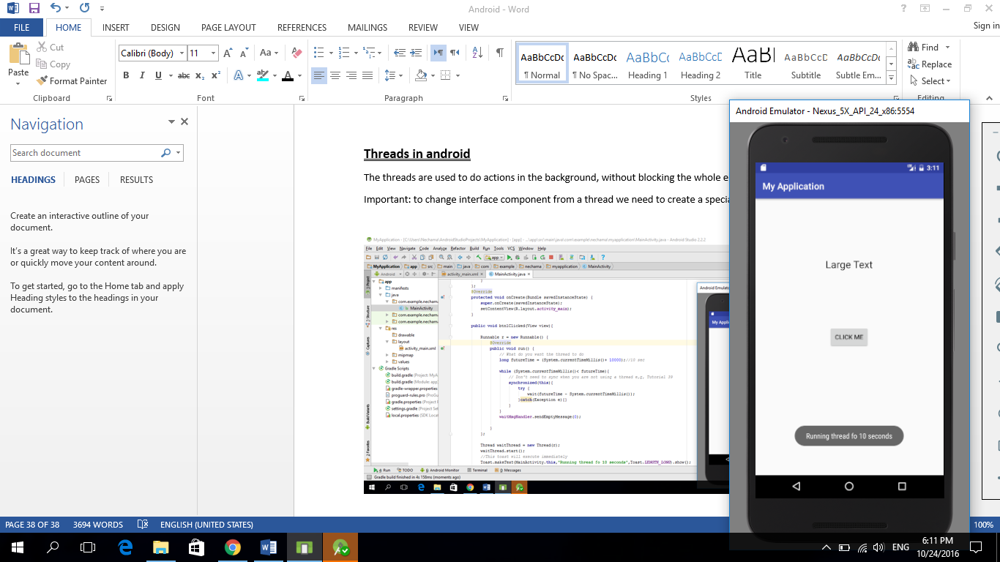 Android - Word
FILE HOME INSERT DESIGN PAGE LAYOUT REFERENCES MAILINGS REVIEW VIEW Sign in
Paste
Cut
Copy
Format Painter
Clipboard
Calibri (Body) 11
Font
Paragraph
AaBbCcDc AaBbCcDc AaBbCc AaBbCcD AaBl AaBbCcD AaBbCcDc
¶ Normal ¶ No Spac... Heading 1 Heading 2 Title Subtitle Subtle Em...
Styles
Find
Replace
Select
Editing
Navigation
Search document
HEADINGS PAGES RESULTS
Create an interactive outline of your
document.
It's a great way to keep track of where you are
or quickly move your content around.
To get started, go to the Home tab and apply
Heading styles to the headings in your
document.
Threads in android
The threads are used to do actions in the background, without blocking the whole e
Important: to change interface component from a thread we need to create a specia
MyApplication - [C:\Users\Nechama\AndroidStudioProjects\MyApplication] - [app] - ...\app\src\main\java\com\example\nechama\myapplication\MainActivity.java - Android Studio 2.2.2
File Edit View Navigate Code Analyze Refactor Build Run Tools VCS Window Help
app
MyApplication app src main java com example nechama myapplication MainActivity
Android
activity_main.xml MainActivity.java
app
manifests
java
com.example.nechama
MainActivity
com.example.nechama
com.example.nechama
res
drawable
layout
activity_main.xml
mipmap
values
Gradle Scripts
build.gradle (Project: MyA
build.gradle (Module: app)
gradle-wrapper.properties
proguard-rules.pro (ProGu
gradle.properties (Project
settings.gradle (Project Set
local.properties (SDK Locat
};
@Override
protected void onCreate(Bundle savedInstanceState) {
super.onCreate(savedInstanceState);
setContentView(R.layout.activity_main);
}
public void btn1Clicked(View view){
Runnable r = new Runnable() {
@Override
public void run() {
// What do you want the thread to do
long futureTime = (System.currentTimeMillis()+ 10000);//10 sec
while (System.currentTimeMillis()< futureTime){
// Don't need to sync when you are not using a thread e,g, Tutorial 38
synchronized(this){
try {
wait(futureTime - System.currentTimeMillis());
}catch(Exception e){}
}
}
waitMsgHandler.sendEmptyMessage(0);
}
};
Thread waitThread = new Thread(r);
waitThread.start();
//This toast will execute immediately
Toast.makeText(MainActivity.this,"Running thread fo 10 seconds",Toast.LENGTH_LONG).show();
4: Run TODO 6: Android Monitor Terminal 0: Messages
Gradle build finished in 4s 158ms (moments ago)
Android Emulator
My Appl
Android Emulator - Nexus_5X_API_24_x86:5554
3:11
My Application
Large Text
CLICK ME
Running thread fo 10 seconds
PAGE 38 OF 38 3694 WORDS ENGLISH (UNITED STATES) 100%
ENG
6:11 PM
10/24/2016